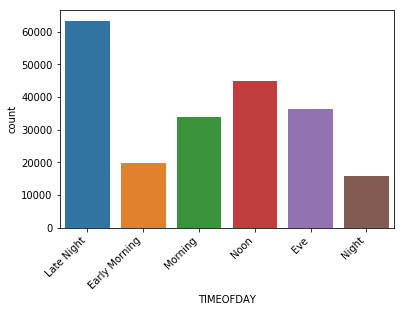 60000
50000
40000
30000
20000
10000
0
count
Late Night
Early Morning
Morning
Noon
Eve
Night
TIMEOFDAY